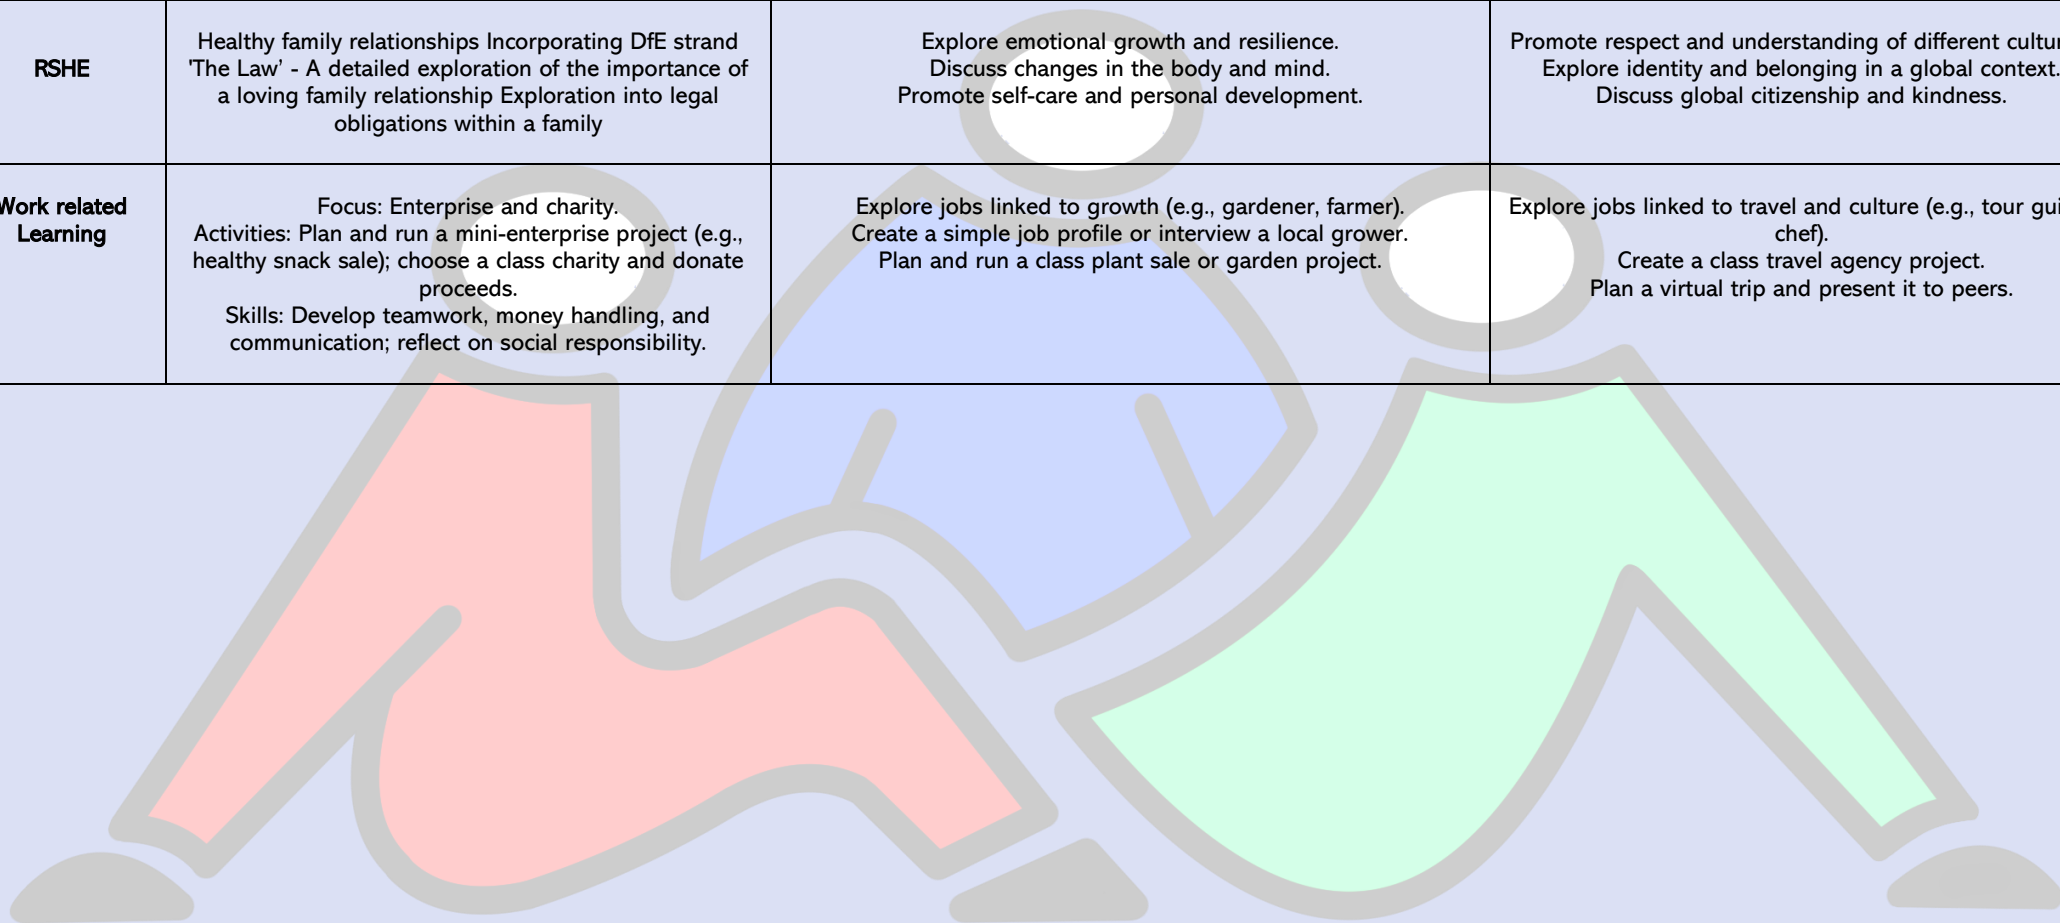 RSHE
Healthy family relationships Incorporating DfE strand
'The Law’ - A detailed exploration of the importance of
a loving family relationship Exploration into legal
obligations within a family
Explore emotional growth and resilience.
Discuss changes in the body and mind.
Promote self-care and personal development.
Promote respect and understanding of different cultur
Explore identity and belonging in a global context.
Discuss global citizenship and kindness.
Work related
Learning
Focus: Enterprise and charity.
Activities: Plan and run a mini-enterprise project (e.g.,
healthy snack sale); choose a class charity and donate
proceeds.
Skills: Develop teamwork, money handling, and
communication; reflect on social responsibility.
Explore jobs linked to growth (e.g., gardener, farmer).
Create a simple job profile or interview a local grower.
Plan and run a class plant sale or garden project.
Explore jobs linked to travel and culture (e.g., tour gui
chef).
Create a class travel agency project.
Plan a virtual trip and present it to peers.